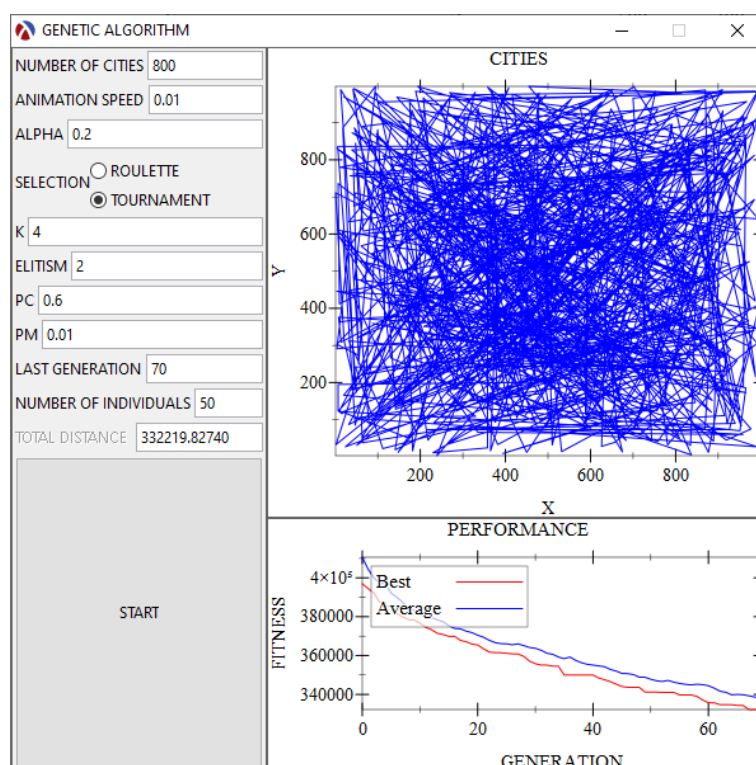 GENETIC ALGORITHM
NUMBER OF CITIES 800
ANIMATION SPEED 0.01
ALPHA 0.2
SELECTION
ROULETTE
TOURNAMENT
K 4
ELITISM 2
PC 0.6
PM 0.01
LAST GENERATION 70
NUMBER OF INDIVIDUALS 50
TOTAL DISTANCE 332219.82740
START
CITIES
Y
800
600
400
200
200 400 600 800
X
PERFORMANCE
FITNESS
4×10⁵
380000
360000
340000
Best
Average
0 20 40 60
GENERATION